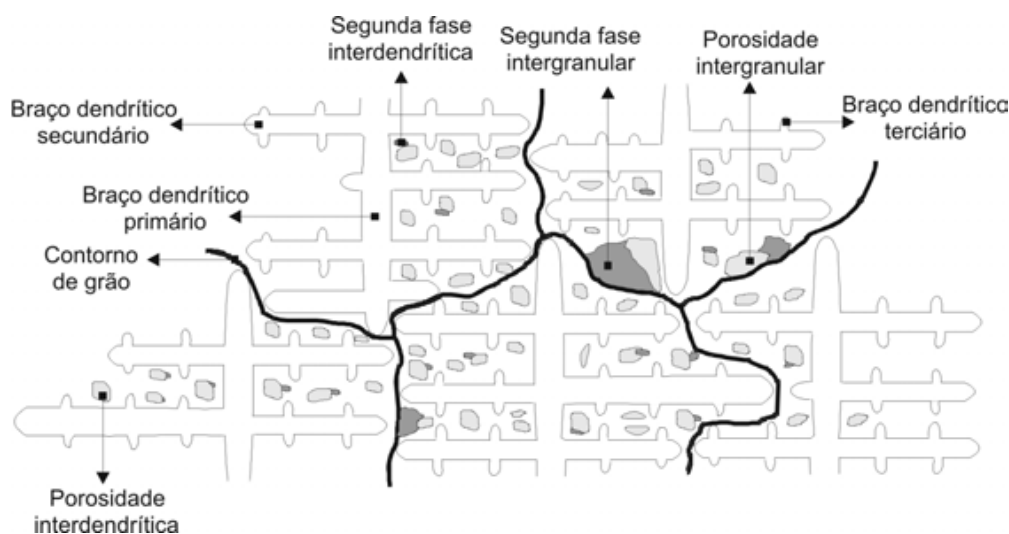 Segunda fase
interdendrítica
Segunda fase
intergranular
Porosidade
intergranular
Braço dendrítico
secundário
Braço dendrítico
terciário
Braço dendrítico
primário
Contorno
de grão
Porosidade
interdendrítica